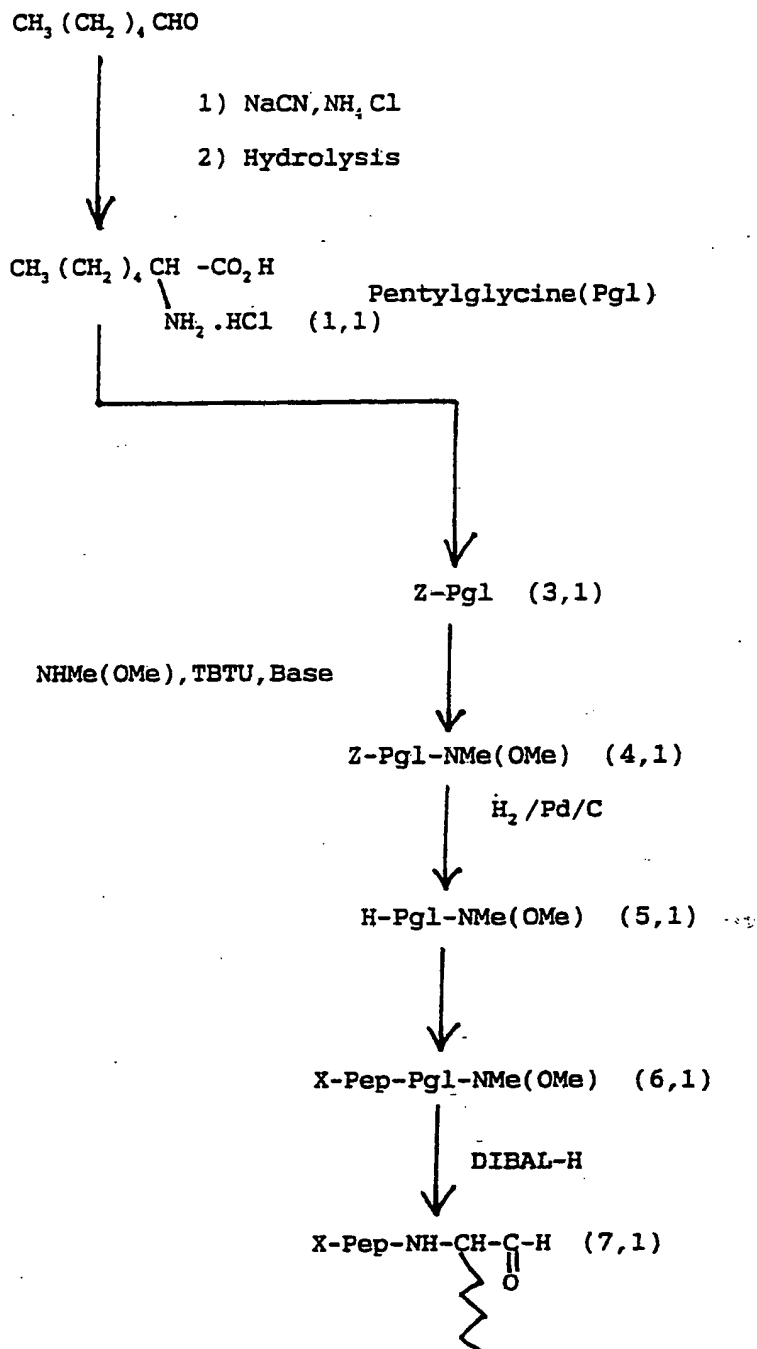 CH₃(CH₂)₄CHO
1) NaCN,NH₄Cl
2) Hydrolysis
CH₃(CH₂)₄CH -CO₂H
Pentylglycine(Pgl)
NH₂.HCl (1,1)
Z-Pgl (3,1)
NHMe(OMe),TBTU,Base
Z-Pgl-NMe(OMe) (4,1)
H₂/Pd/C
H-Pgl-NMe(OMe) (5,1)
X-Pep-Pgl-NMe(OMe) (6,1)
DIBAL-H
X-Pep-NH-CH-C-H (7,1)
O